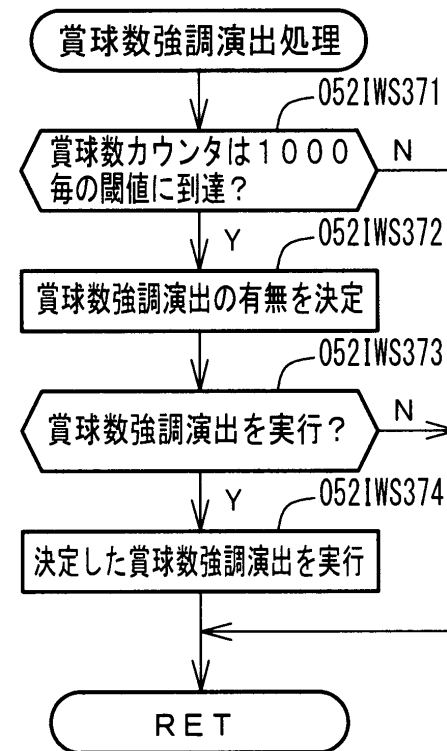 賞球数強調演出処理
052IWS371
賞球数カウンタは1000
毎の閾値に到達?
N
Y
052IWS372
賞球数強調演出の有無を決定
052IWS373
賞球数強調演出を実行?
N
Y
052IWS374
決定した賞球数強調演出を実行
RET